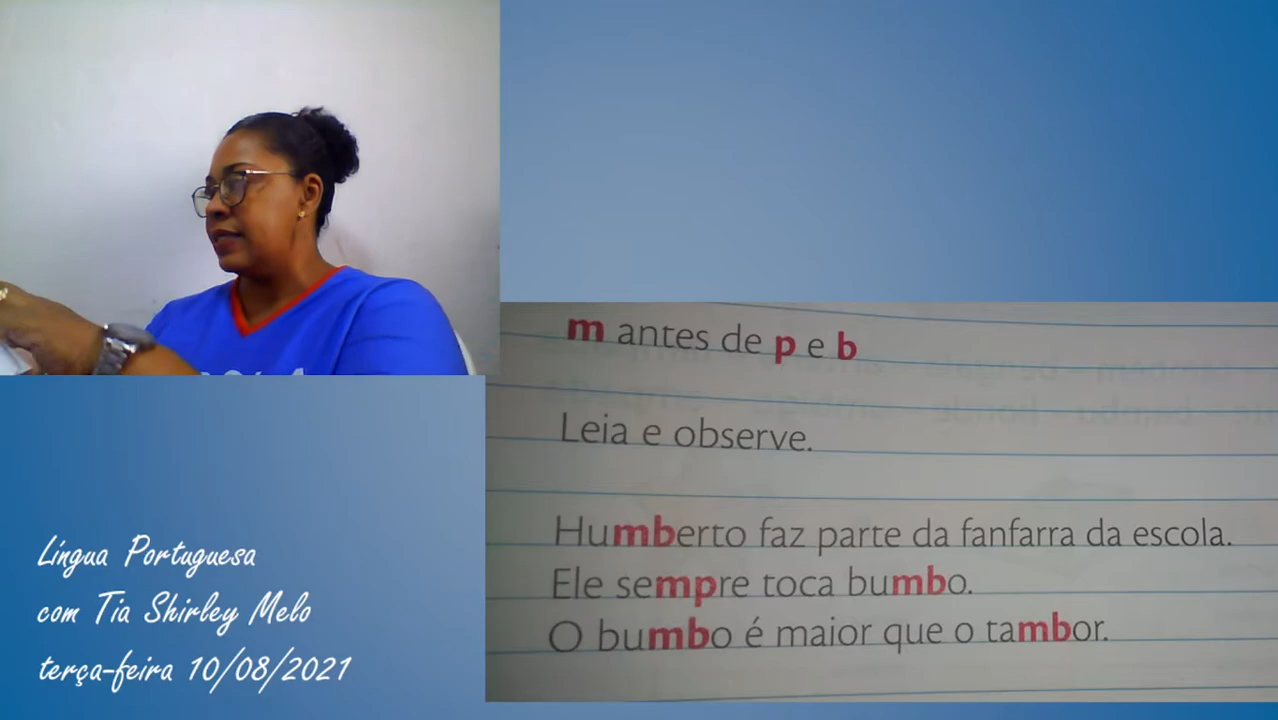 m antes de p e b
Leia e observe.
Humberto faz parte da fanfarra da escola.
Ele sempre toca bumbo.
O bumbo é maior que o tambor.
Língua Portuguesa
com Tia Shirley Melo
terça-feira 10/08/2021